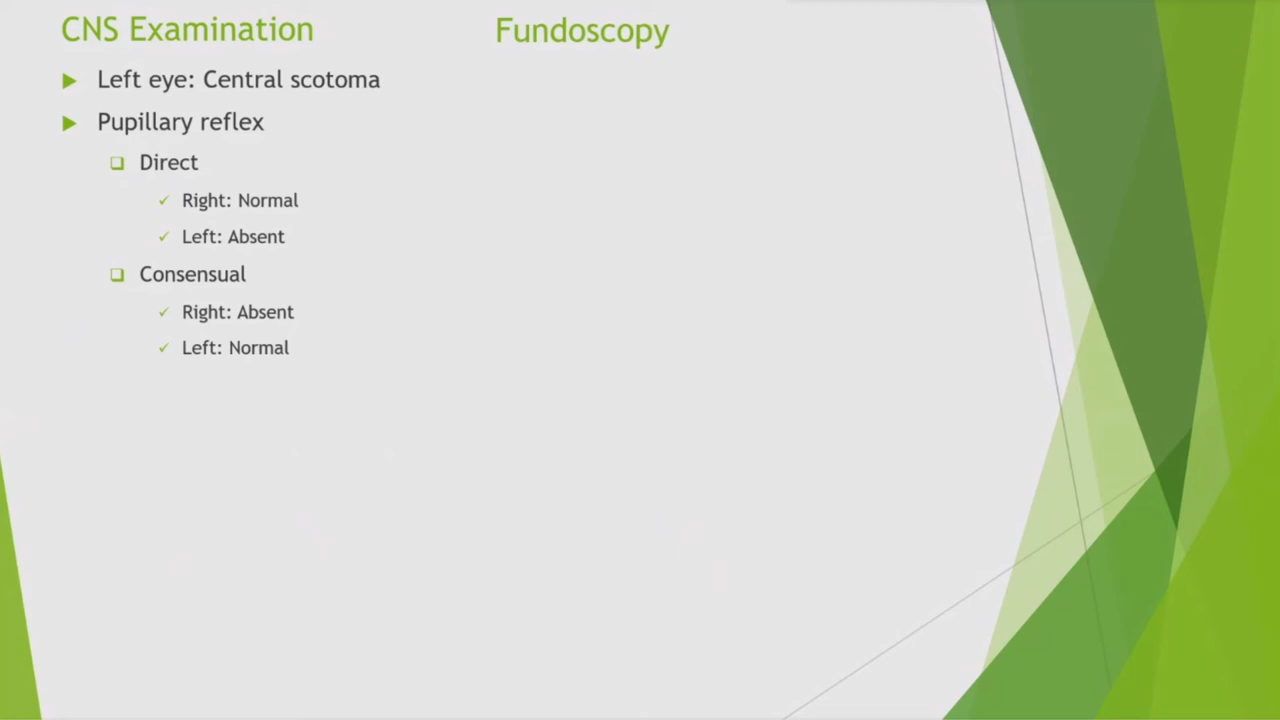 CNS Examination
Fundoscopy
Left eye: Central scotoma
Pupillary reflex
Direct
Right: Normal
Left: Absent
Consensual
Right: Absent
Left: Normal